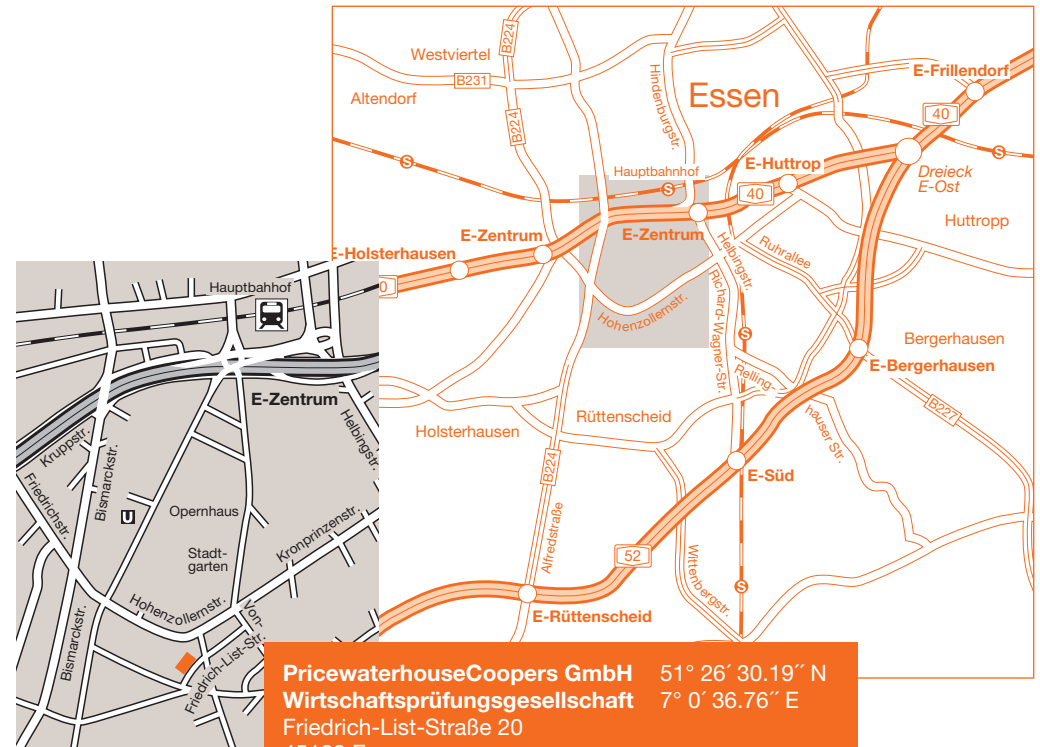 B224
Westviertel
B231
Altendorf
B224
Hindenburgstr.
Essen
E-Frillendorf
40
S
Hauptbahnhof
S
E-Huttrop
40
S
Dreieck
E-Ost
Huttropp
E-Zentrum
E-Zentrum
E-Holsterhausen
Helbingstr.
Ruhrallee
Richard-Wagner-Str.
Hohenzollernstr.
S
Bergerhausen
E-Bergerhausen
Relling-
hauser Str.
B227
Rüttenscheid
Holsterhausen
B224
E-Süd
Alfredstraße
52
Wittenbergstr.
S
E-Rüttenscheid
Hauptbahnhof
E-Zentrum
Helbingstr.
Kruppstr.
Bismarckstr.
Friedrichstr.
U
Opernhaus
Kronprinzenstr.
Stadt-
garten
Hohenzollernstr.
Von-
Bismarckstr.
Friedrich-List-Str.
PricewaterhouseCoopers GmbH 51° 26´ 30.19´´ N
Wirtschaftsprüfungsgesellschaft 7° 0´ 36.76´´ E
Friedrich-List-Straße 20